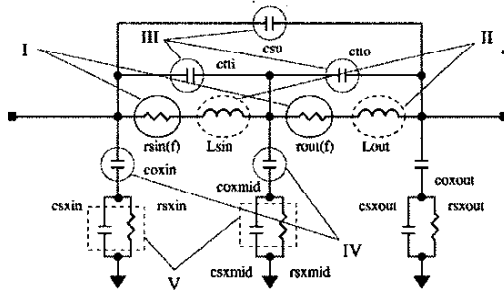 III
csu
I
II
ctti
ctto
rsin(f)
Lsin
rout(f)
Lout
coxin
coxmid
coxout
csxin
rsxin
csxout
rsxout
IV
V
csxmid
rsxmid